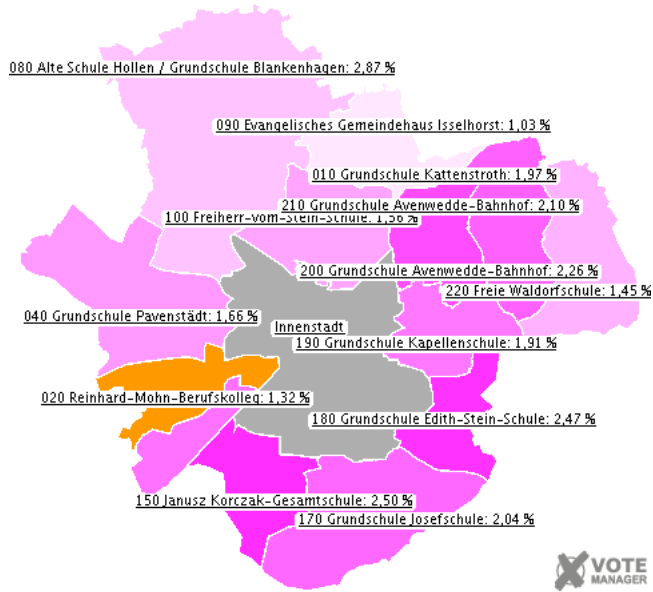 080 Alte Schule Hollen / Grundschule Blankenhagen: 2,87 %
090 Evangelisches Gemeindehaus Isselhorst: 1,03 %
010 Grundschule Kattenstroth: 1,97 %
210 Grundschule Avenwedde-Bahnhof: 2,10 %
100 Freiherr-vom-Stein-Schule: 1,56 %
200 Grundschule Avenwedde-Bahnhof: 2,26 %
220 Freie Waldorfschule: 1,45 %
040 Grundschule Pavenstädt: 1,66 %
Innenstadt
190 Grundschule Kapellenschule: 1,91 %
020 Reinhard-Mohn-Berufskolleg: 1,32 %
180 Grundschule Edith-Stein-Schule: 2,47 %
150 Janusz Korczak-Gesamtschule: 2,50 %
170 Grundschule Josefschule: 2,04 %
VOTE
MANAGER